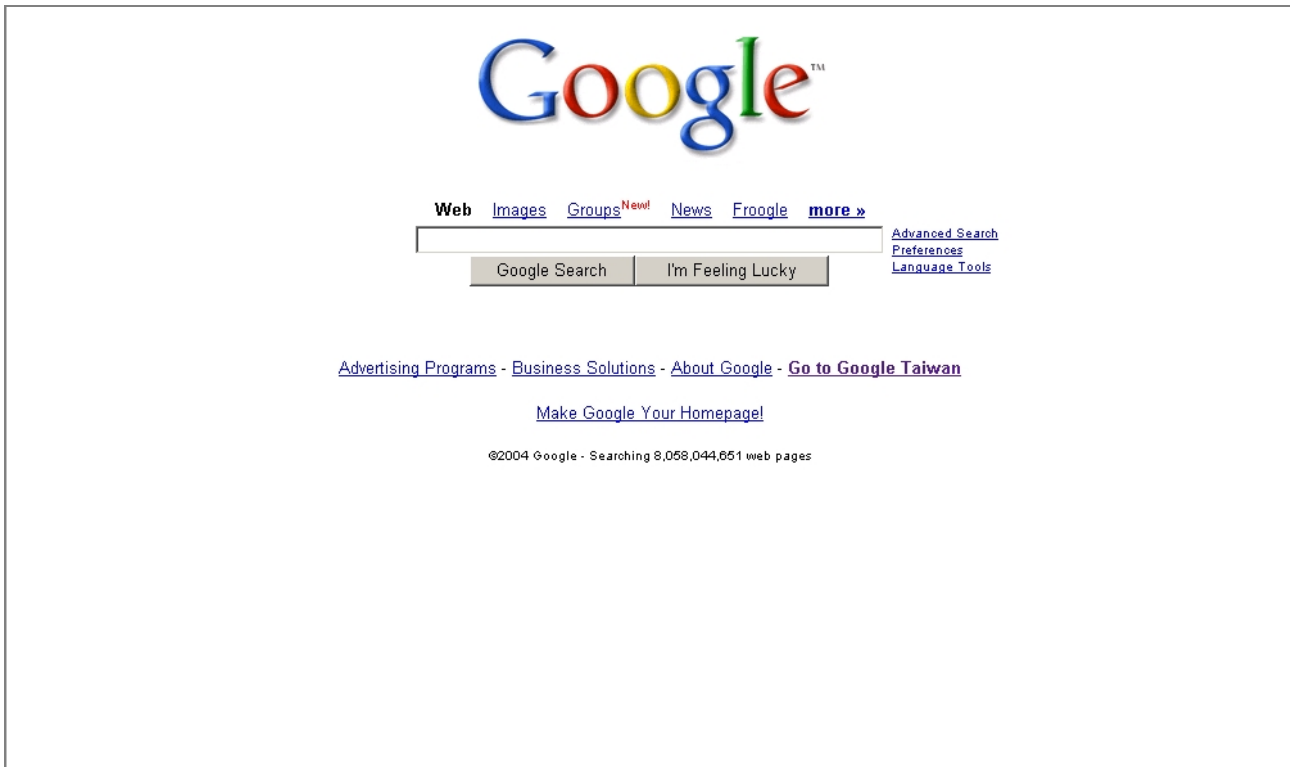 Google™
Web Images Groups New! News Froogle more »
Advanced Search
Preferences
Language Tools
Google Search I'm Feeling Lucky
Advertising Programs - Business Solutions - About Google - Go to Google Taiwan
Make Google Your Homepage!
©2004 Google - Searching 8,058,044,651 web pages